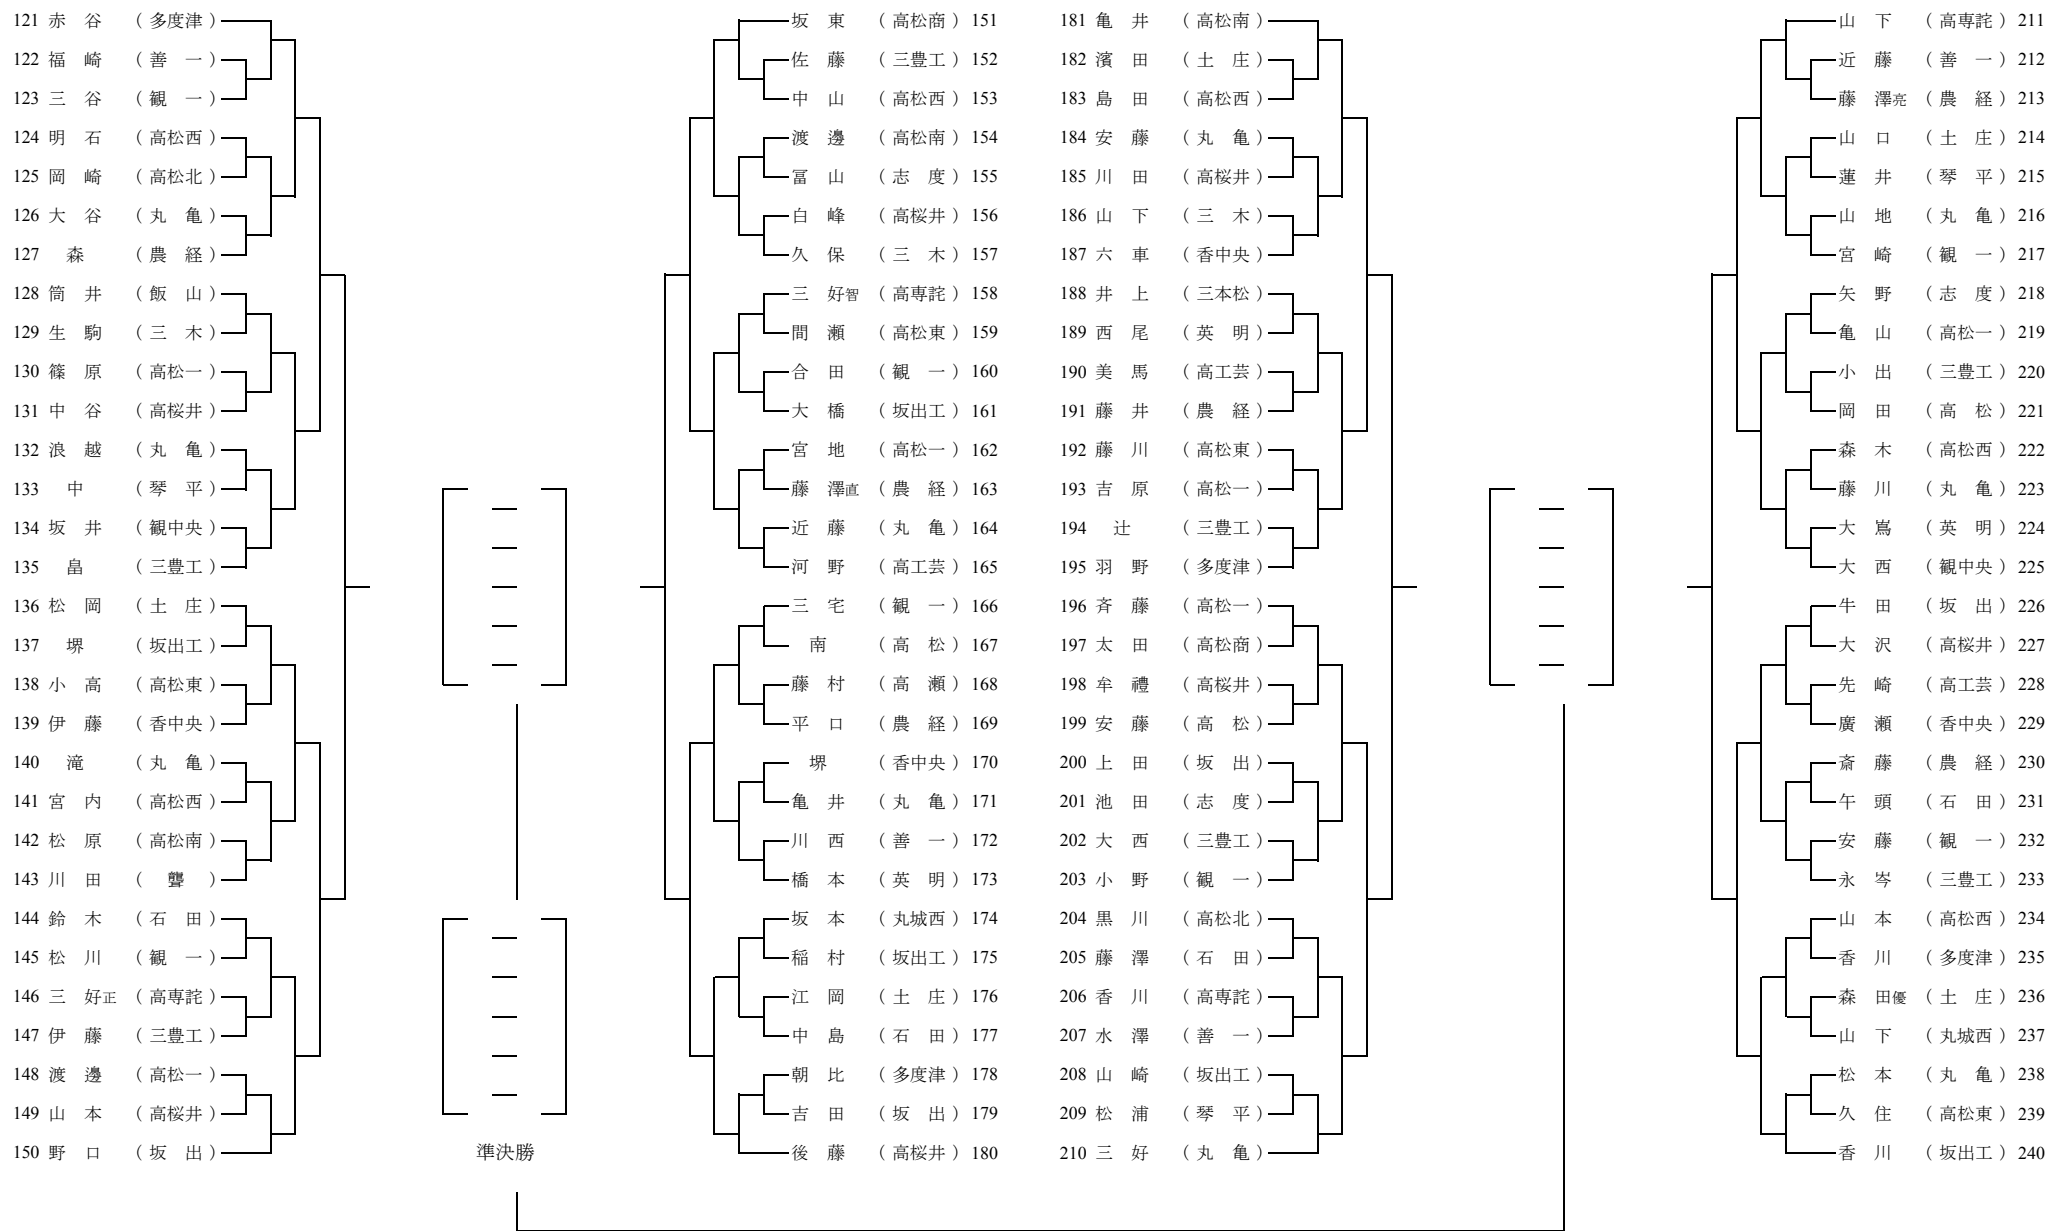 121 赤 谷 （ 多度津 ）
122 福 崎 （ 善 一 ）
123 三 谷 （ 観 一 ）
124 明 石 （ 高松西 ）
125 岡 崎 （ 高松北 ）
126 大 谷 （ 丸 亀 ）
127 森 （ 農 経 ）
128 筒 井 （ 飯 山 ）
129 生 駒 （ 三 木 ）
130 篠 原 （ 高松一 ）
131 中 谷 （ 高桜井 ）
132 浪 越 （ 丸 亀 ）
133 中 （ 琴 平 ）
134 坂 井 （ 観中央 ）
135 畠 （ 三豊工 ）
136 松 岡 （ 土 庄 ）
137 堺 （ 坂出工 ）
138 小 高 （ 高松東 ）
139 伊 藤 （ 香中央 ）
140 滝 （ 丸 亀 ）
141 宮 内 （ 高松西 ）
142 松 原 （ 高松南 ）
143 川 田 （ 聾 ）
144 鈴 木 （ 石 田 ）
145 松 川 （ 観 一 ）
146 三 好正 （ 高専詫 ）
147 伊 藤 （ 三豊工 ）
148 渡 邊 （ 高松一 ）
149 山 本 （ 高桜井 ）
150 野 口 （ 坂 出 ）
準決勝
坂 東 （ 高松商 ） 151
佐 藤 （ 三豊工 ） 152
中 山 （ 高松西 ） 153
渡 邊 （ 高松南 ） 154
冨 山 （ 志 度 ） 155
白 峰 （ 高桜井 ） 156
久 保 （ 三 木 ） 157
三 好智 （ 高専詫 ） 158
間 瀬 （ 高松東 ） 159
合 田 （ 観 一 ） 160
大 橋 （ 坂出工 ） 161
宮 地 （ 高松一 ） 162
藤 澤直 （ 農 経 ） 163
近 藤 （ 丸 亀 ） 164
河 野 （ 高工芸 ） 165
三 宅 （ 観 一 ） 166
南 （ 高 松 ） 167
藤 村 （ 高 瀬 ） 168
平 口 （ 農 経 ） 169
堺 （ 香中央 ） 170
亀 井 （ 丸 亀 ） 171
川 西 （ 善 一 ） 172
橋 本 （ 英 明 ） 173
坂 本 （ 丸城西 ） 174
稲 村 （ 坂出工 ） 175
江 岡 （ 土 庄 ） 176
中 島 （ 石 田 ） 177
朝 比 （ 多度津 ） 178
吉 田 （ 坂 出 ） 179
後 藤 （ 高桜井 ） 180
181 亀 井 （ 高松南 ）
182 濱 田 （ 土 庄 ）
183 島 田 （ 高松西 ）
184 安 藤 （ 丸 亀 ）
185 川 田 （ 高桜井 ）
186 山 下 （ 三 木 ）
187 六 車 （ 香中央 ）
188 井 上 （ 三本松 ）
189 西 尾 （ 英 明 ）
190 美 馬 （ 高工芸 ）
191 藤 井 （ 農 経 ）
192 藤 川 （ 高松東 ）
193 吉 原 （ 高松一 ）
194 辻 （ 三豊工 ）
195 羽 野 （ 多度津 ）
196 斉 藤 （ 高松一 ）
197 太 田 （ 高松商 ）
198 牟 禮 （ 高桜井 ）
199 安 藤 （ 高 松 ）
200 上 田 （ 坂 出 ）
201 池 田 （ 志 度 ）
202 大 西 （ 三豊工 ）
203 小 野 （ 観 一 ）
204 黒 川 （ 高松北 ）
205 藤 澤 （ 石 田 ）
206 香 川 （ 高専詫 ）
207 水 澤 （ 善 一 ）
208 山 崎 （ 坂出工 ）
209 松 浦 （ 琴 平 ）
210 三 好 （ 丸 亀 ）
山 下 （ 高専詫 ） 211
近 藤 （ 善 一 ） 212
藤 澤亮 （ 農 経 ） 213
山 口 （ 土 庄 ） 214
蓮 井 （ 琴 平 ） 215
山 地 （ 丸 亀 ） 216
宮 崎 （ 観 一 ） 217
矢 野 （ 志 度 ） 218
亀 山 （ 高松一 ） 219
小 出 （ 三豊工 ） 220
岡 田 （ 高 松 ） 221
森 木 （ 高松西 ） 222
藤 川 （ 丸 亀 ） 223
大 嶌 （ 英 明 ） 224
大 西 （ 観中央 ） 225
牛 田 （ 坂 出 ） 226
大 沢 （ 高桜井 ） 227
先 崎 （ 高工芸 ） 228
廣 瀬 （ 香中央 ） 229
斎 藤 （ 農 経 ） 230
午 頭 （ 石 田 ） 231
安 藤 （ 観 一 ） 232
永 岑 （ 三豊工 ） 233
山 本 （ 高松西 ） 234
香 川 （ 多度津 ） 235
森 田優 （ 土 庄 ） 236
山 下 （ 丸城西 ） 237
松 本 （ 丸 亀 ） 238
久 住 （ 高松東 ） 239
香 川 （ 坂出工 ） 240